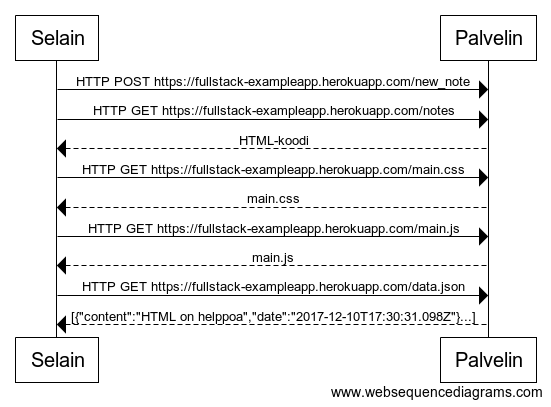 Selain Palvelin
HTTP POST https://fullstack-exampleapp.herokuapp.com/new_note
HTTP GET https://fullstack-exampleapp.herokuapp.com/notes
HTML-koodi
HTTP GET https://fullstack-exampleapp.herokuapp.com/main.css
main.css
HTTP GET https://fullstack-exampleapp.herokuapp.com/main.js
main.js
HTTP GET https://fullstack-exampleapp.herokuapp.com/data.json
[{"content":"HTML on helppoa","date":"2017-12-10T17:30:31.098Z"}...]
Selain Palvelin
www.websequencediagrams.com